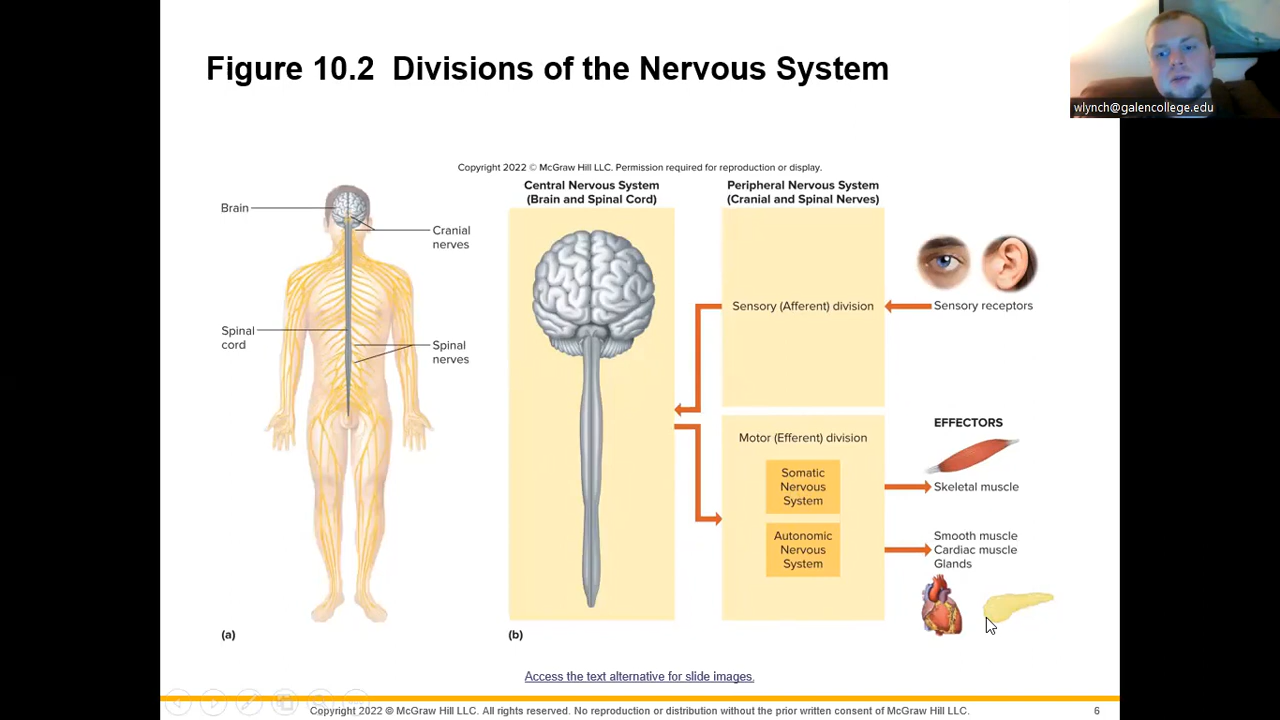 Figure 10.2 Divisions of the Nervous System
wlynch@galencollege.edu
Copyright 2022 © McGraw Hill LLC. Permission required for reproduction or display.
Brain
Cranial
nerves
Spinal
cord
Spinal
nerves
(a)
Central Nervous System
(Brain and Spinal Cord)
(b)
Peripheral Nervous System
(Cranial and Spinal Nerves)
Sensory (Afferent) division
Sensory receptors
Motor (Efferent) division
Somatic
Nervous
System
Autonomic
Nervous
System
EFFECTORS
Skeletal muscle
Smooth muscle
Cardiac muscle
Glands
Access the text alternative for slide images.
Copyright 2022 © McGraw Hill LLC. All rights reserved. No reproduction or distribution without the prior written consent of McGraw Hill LLC.
6